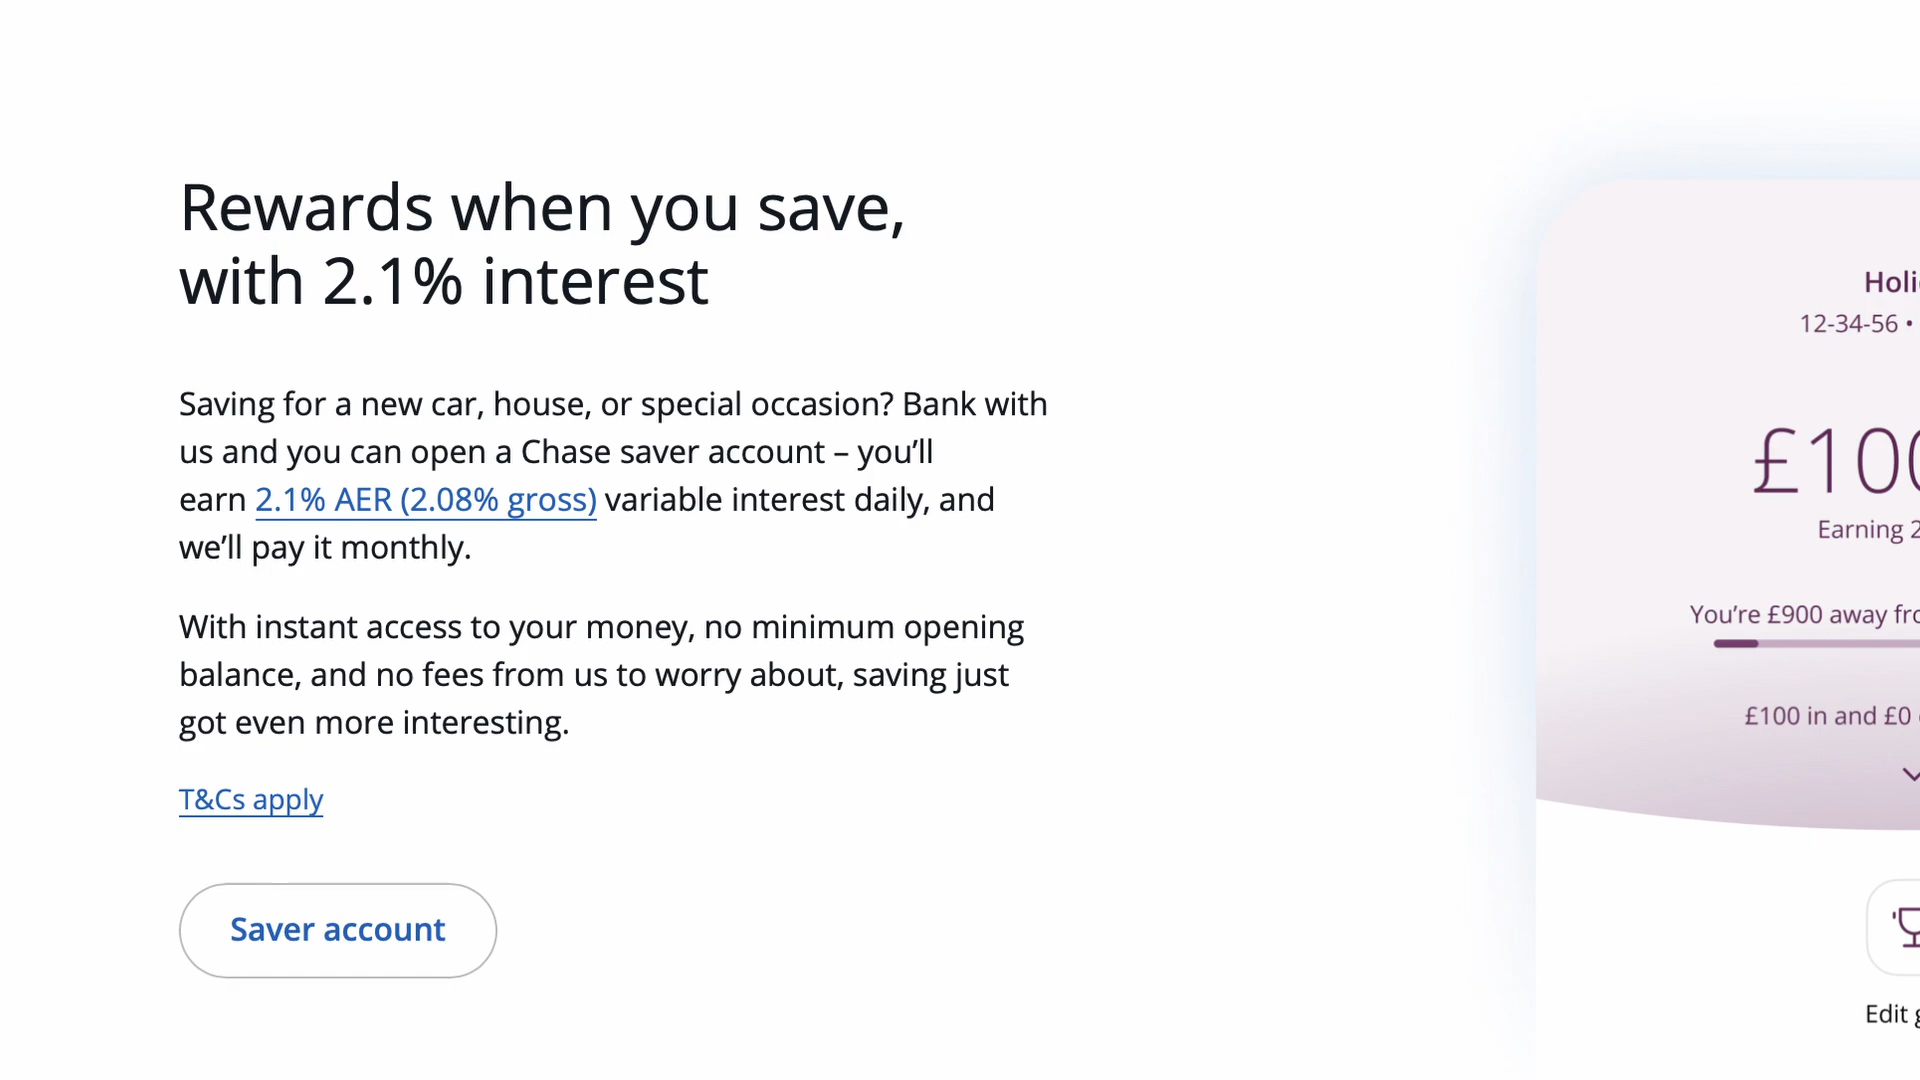 Rewards when you save,
with 2.1% interest
Saving for a new car, house, or special occasion? Bank with
us and you can open a Chase saver account – you’ll
earn 2.1% AER (2.08% gross) variable interest daily, and
we’ll pay it monthly.
With instant access to your money, no minimum opening
balance, and no fees from us to worry about, saving just
got even more interesting.
T&Cs apply
Saver account
12-34-56 •
£100
Earning 2
You’re £900 away
£100 in and £0
Edit